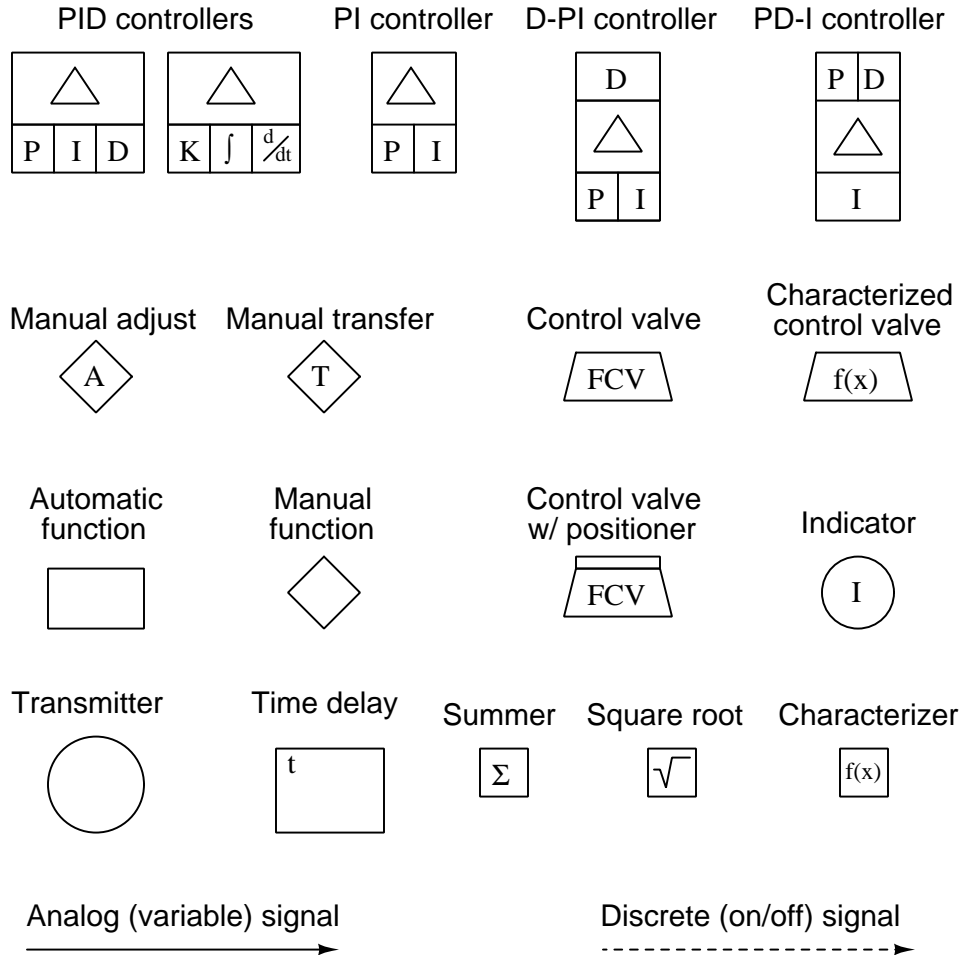 PID controllers
PI controller
D-PI controller
PD-I controller
P I D
K ∫ d/dt
P I
D
P I
P D
I
Manual adjust
Manual transfer
Control valve
Characterized
control valve
A
T
FCV
f(x)
Automatic
function
Manual
function
Control valve
w/ positioner
Indicator
FCV
I
Transmitter
Time delay
Summer
Square root
Characterizer
t
Σ
√
f(x)
Analog (variable) signal
Discrete (on/off) signal